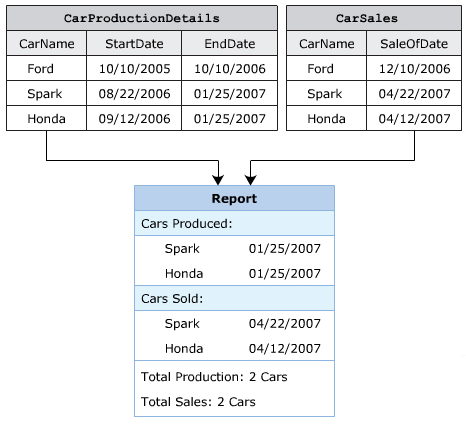 CarProductionDetails
CarName StartDate EndDate
Ford 10/10/2005 10/10/2006
Spark 08/22/2006 01/25/2007
Honda 09/12/2006 01/25/2007
CarSales
CarName SaleOfDate
Ford 12/10/2006
Spark 04/22/2007
Honda 04/12/2007
Report
Cars Produced:
Spark 01/25/2007
Honda 01/25/2007
Cars Sold:
Spark 04/22/2007
Honda 04/12/2007
Total Production: 2 Cars
Total Sales: 2 Cars